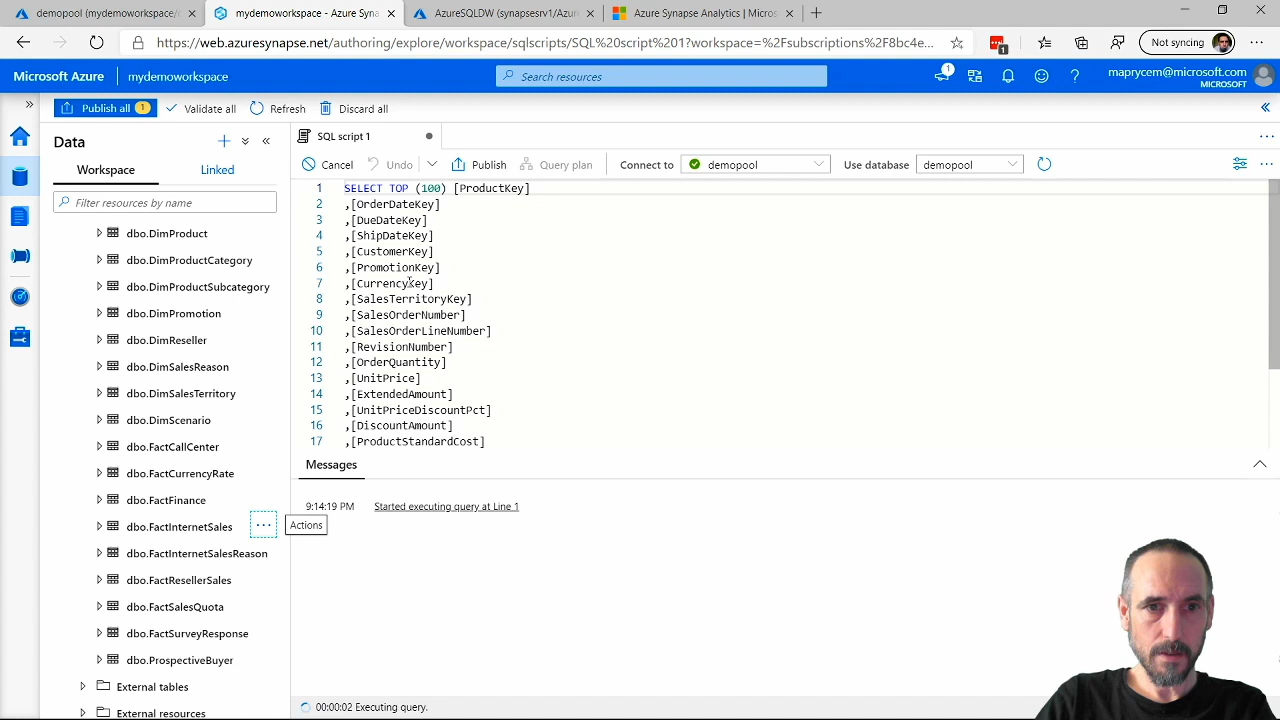 demopool (mydemoworkspace/
mydemoworkspace - Azure Syna
AzureSQLDW (synapsesrv1/Azur
Azure Synapse Analytics | Micros
https://web.azuresynapse.net/authoring/explore/workspace/sqlscripts/SQL%20script%201?workspace=%2Fsubscriptions%2F8bc4e...
1
Not syncing
Microsoft Azure
mydemoworkspace
Search resources
1
maprycem@microsoft.com
MICROSOFT
Publish all 1
Validate all
Refresh
Discard all
Data
Workspace
Linked
Filter resources by name
dbo.DimProduct
dbo.DimProductCategory
dbo.DimProductSubcategory
dbo.DimPromotion
dbo.DimReseller
dbo.DimSalesReason
dbo.DimSalesTerritory
dbo.DimScenario
dbo.FactCallCenter
dbo.FactCurrencyRate
dbo.FactFinance
dbo.FactInternetSales
Actions
dbo.FactInternetSalesReason
dbo.FactResellerSales
dbo.FactSalesQuota
dbo.FactSurveyResponse
dbo.ProspectiveBuyer
External tables
External resources
SQL script 1
Cancel
Undo
Publish
Query plan
Connect to
demopool
Use database
demopool
1 SELECT TOP (100) [ProductKey]
2 ,[OrderDateKey]
3 ,[DueDateKey]
4 ,[ShipDateKey]
5 ,[CustomerKey]
6 ,[PromotionKey]
7 ,[CurrencyKey]
8 ,[SalesTerritoryKey]
9 ,[SalesOrderNumber]
10 ,[SalesOrderLineNumber]
11 ,[RevisionNumber]
12 ,[OrderQuantity]
13 ,[UnitPrice]
14 ,[ExtendedAmount]
15 ,[UnitPriceDiscountPct]
16 ,[DiscountAmount]
17 ,[ProductStandardCost]
Messages
9:14:19 PM Started executing query at Line 1
00:00:02 Executing query.